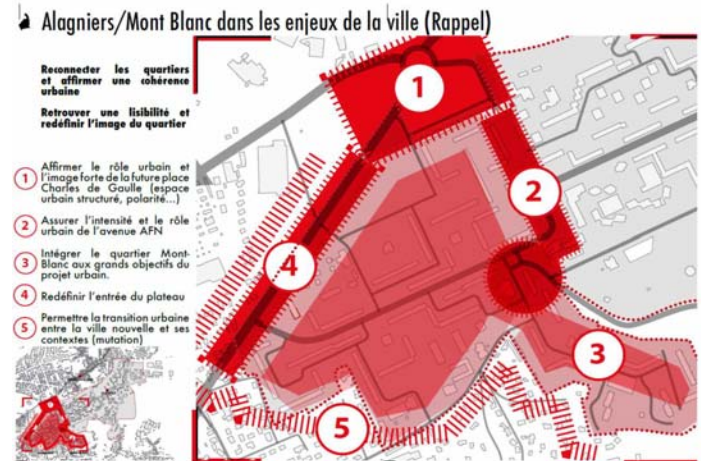 Alagniers/Mont Blanc dans les enjeux de la ville (Rappel)
Reconnecter les quartiers
et affirmer une cohérence
urbaine
Retrouver une lisibilité et
redéfinir l'image du quartier
1 Affirmer le rôle urbain et
l'image forte de la future place
Charles de Gaulle (espace
urbain structuré, polarité...)
2 Assurer l'intensité et le rôle
urbain de l'avenue AFN
3 Intégrer le quartier Mont-
Blanc aux grands objectifs du
projet urbain.
4 Redéfinir l'entrée du plateau
5 Permettre la transition urbaine
entre la ville nouvelle et ses
contextes (mutation)
1
2
4
3
5